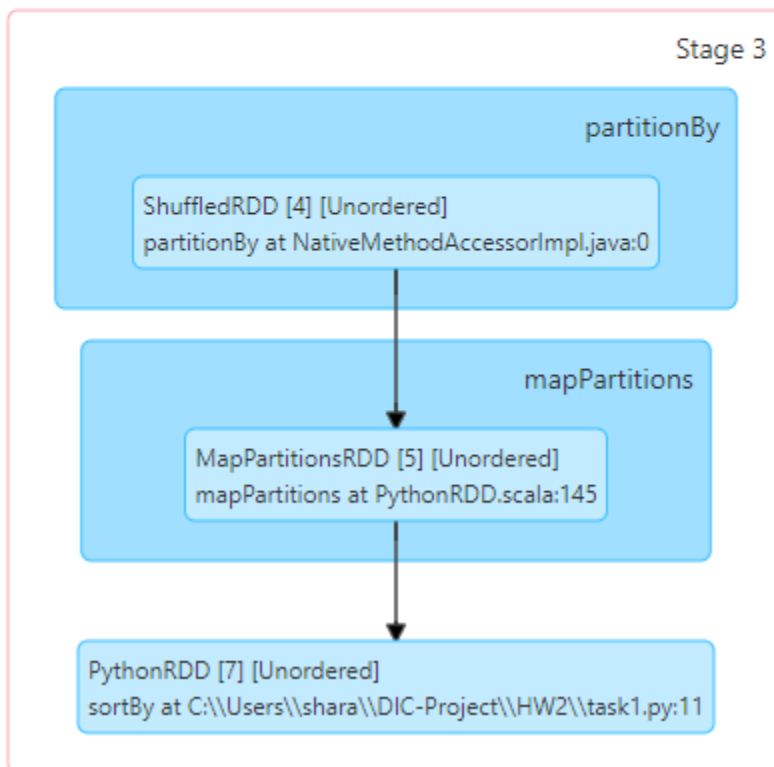 Stage 3
partitionBy
ShuffledRDD [4] [Unordered]
partitionBy at NativeMethodAccessorImpl.java:0
mapPartitions
MapPartitionsRDD [5] [Unordered]
mapPartitions at PythonRDD.scala:145
PythonRDD [7] [Unordered]
sortBy at C:\\Users\\shara\\DIC-Project\\HW2\\task1.py:11